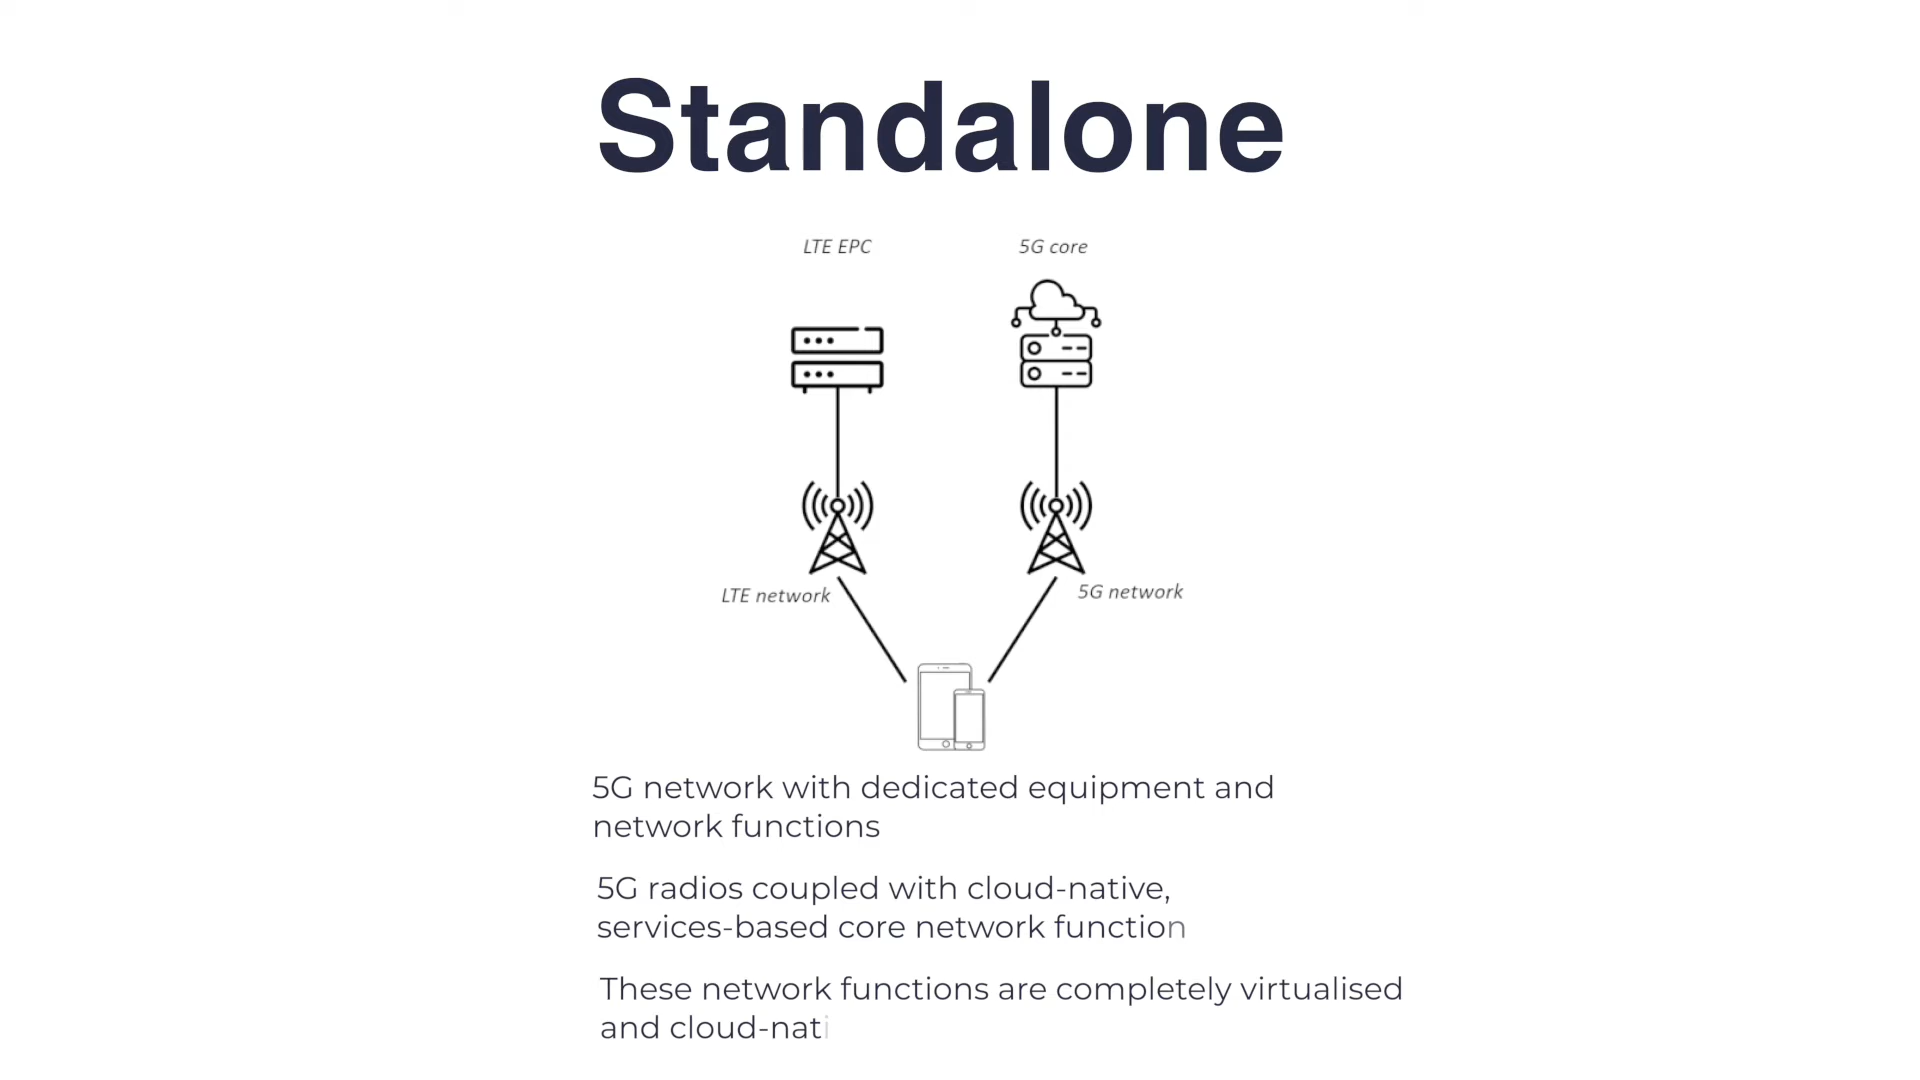 Standalone
LTE EPC
5G core
LTE network
5G network
5G network with dedicated equipment and
network functions
5G radios coupled with cloud-native,
services-based core network function
These network functions are completely virtualised
and cloud-nati